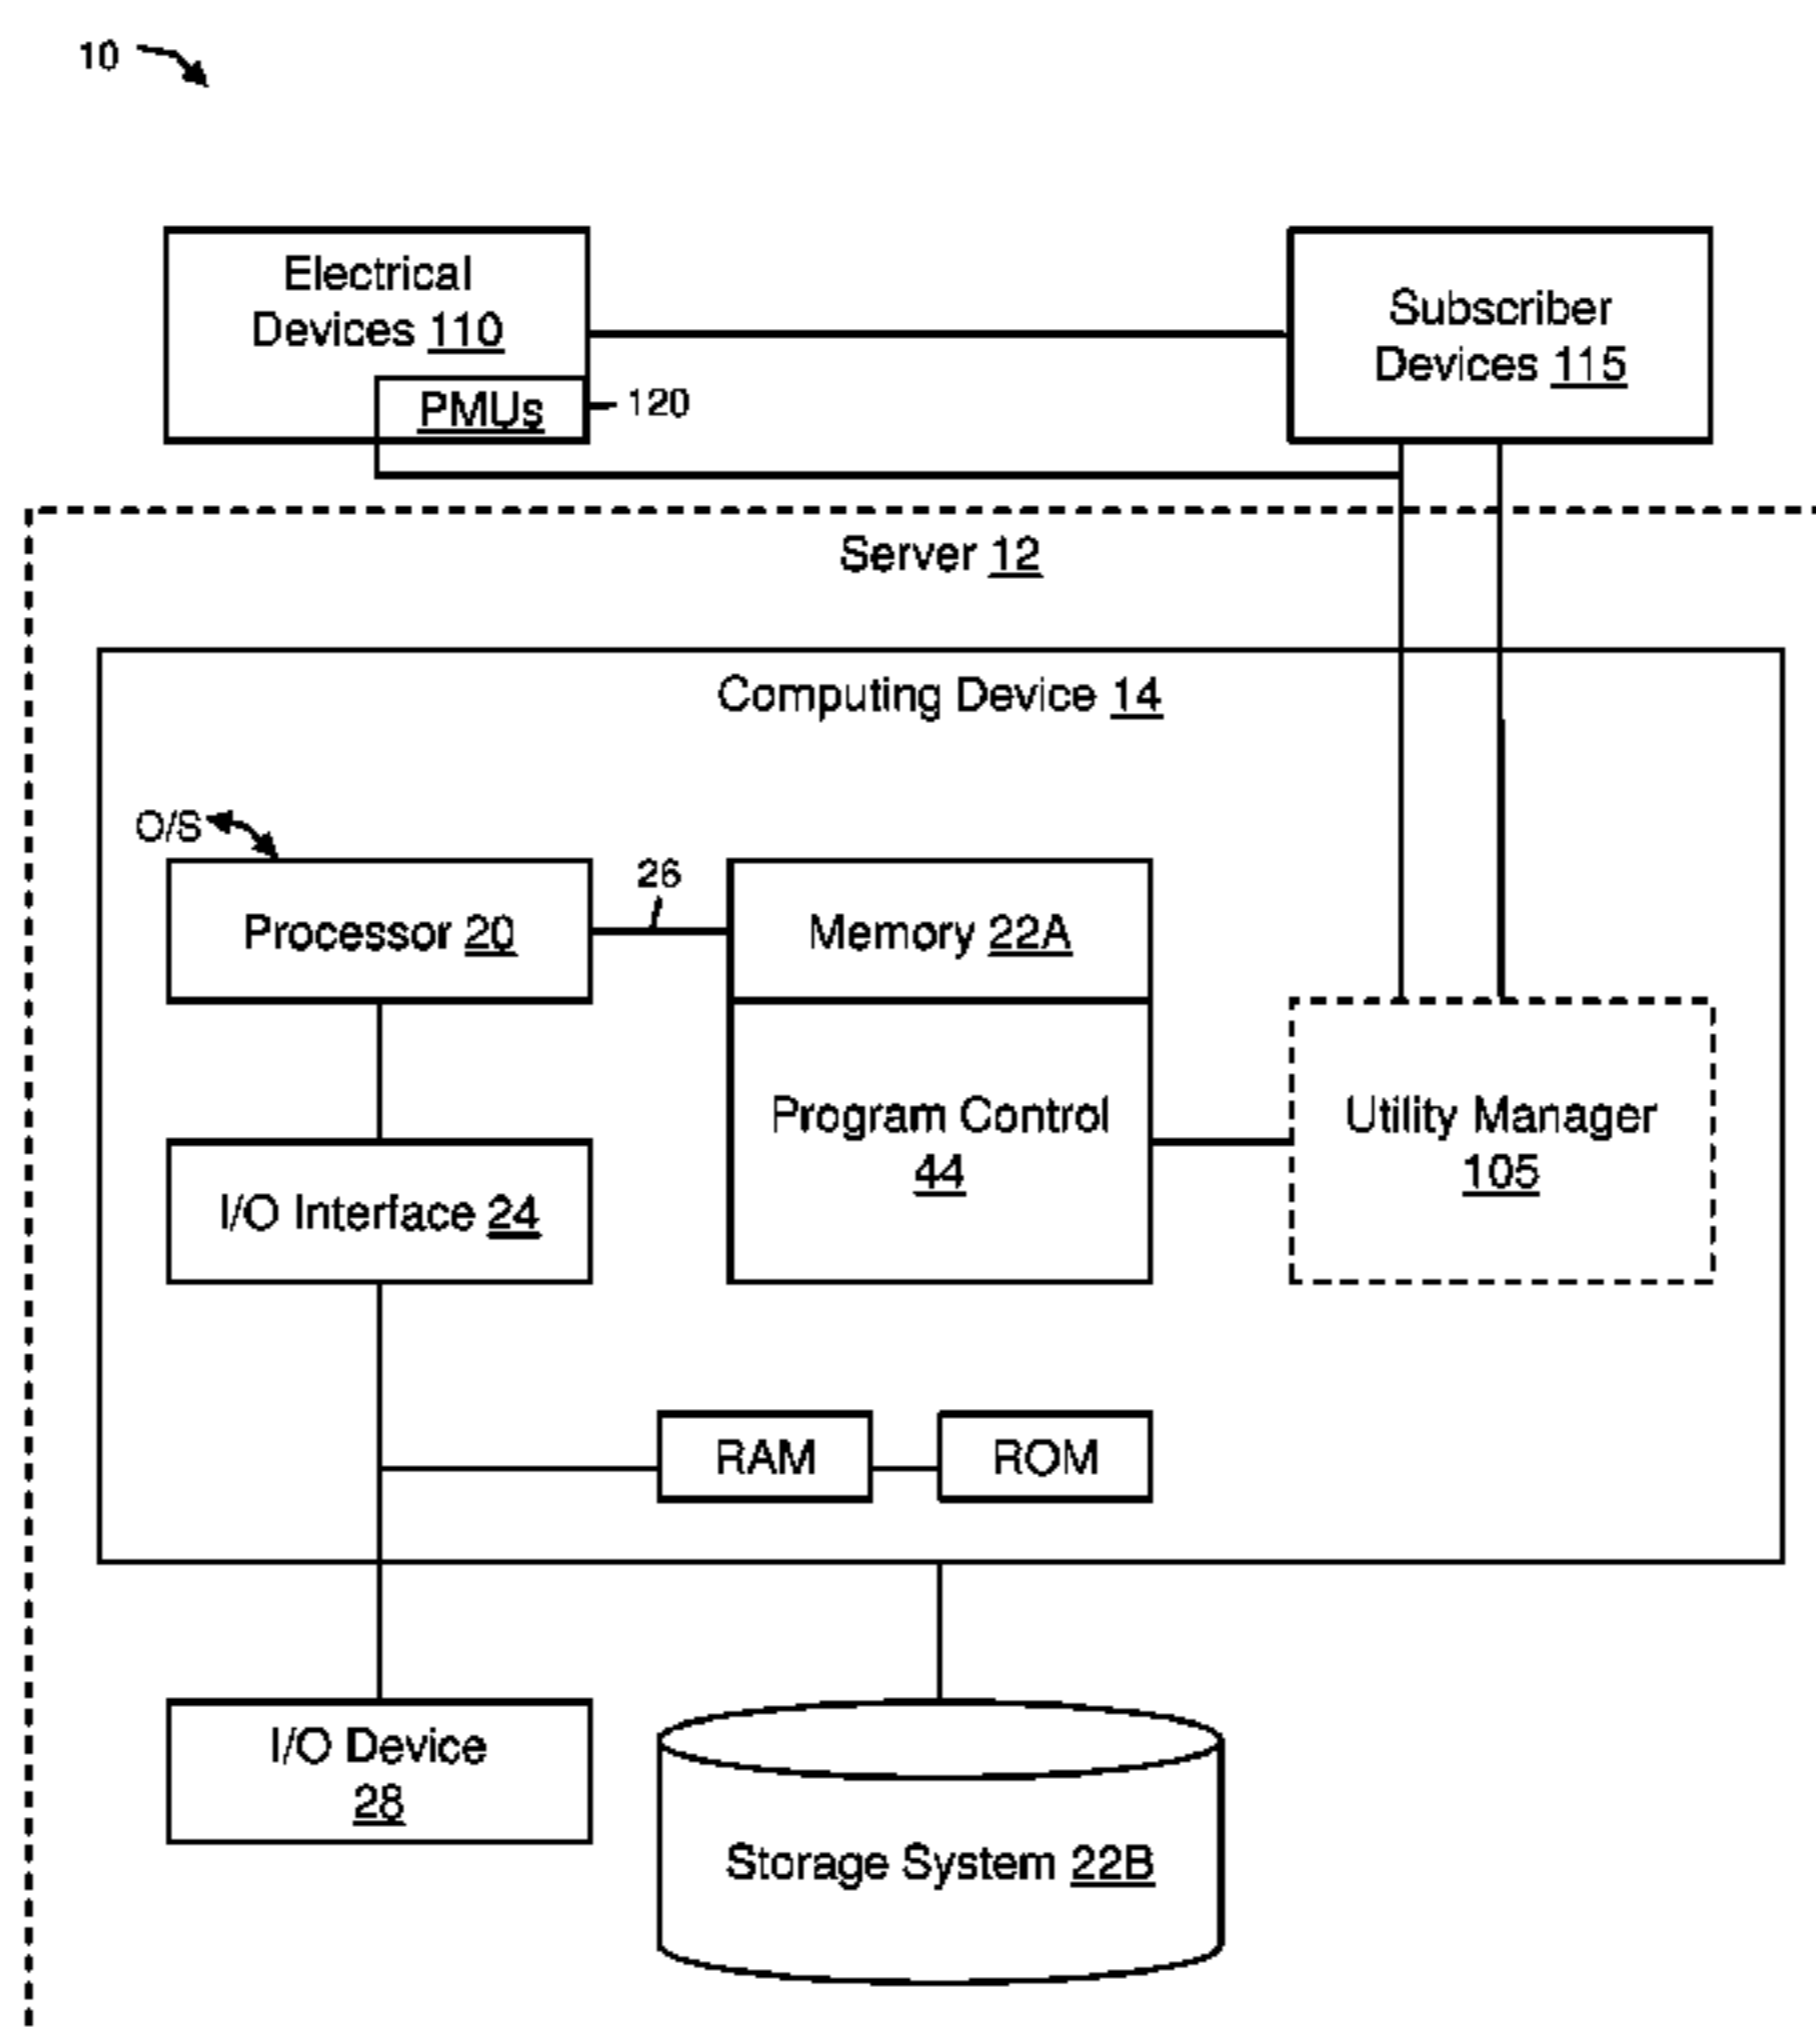 10
Electrical
Devices 110
PMUs
120
Subscriber
Devices 115
Server 12
Computing Device 14
O/S
26
Processor 20
Memory 22A
Program Control
44
Utility Manager
105
I/O Interface 24
RAM
ROM
I/O Device
28
Storage System 22B